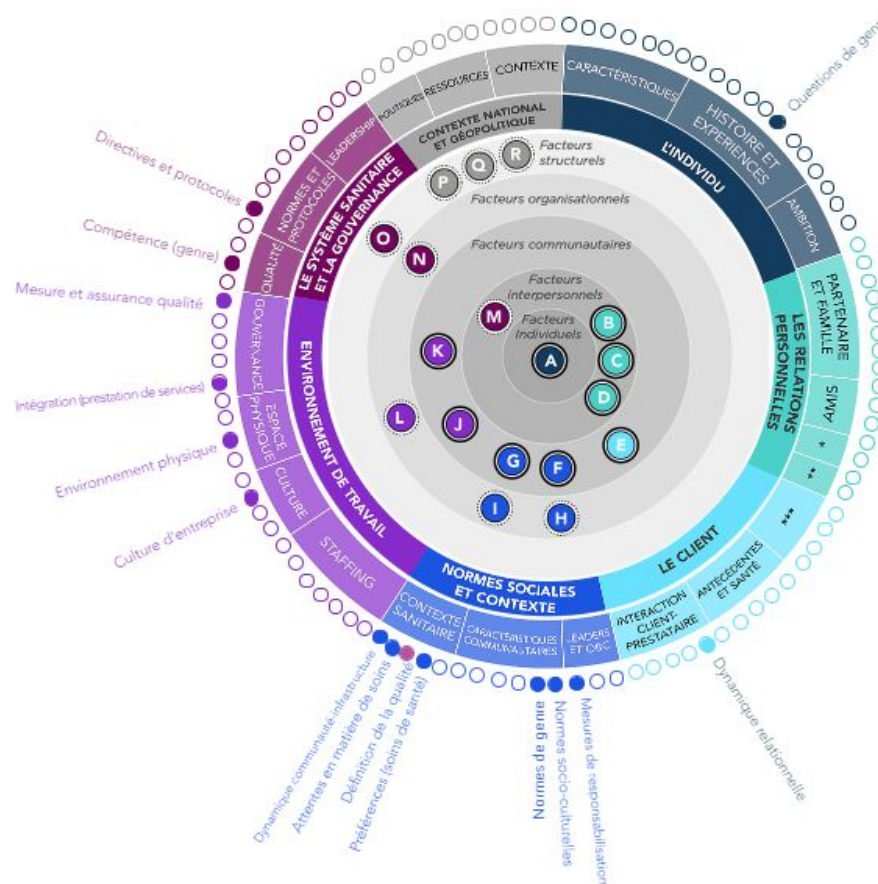 Questions de genre
CONTEXTE
RESSOURCES
POLITIQUES
CONTEXTE NATIONAL
ET GÉOPOLITIQUE
CARACTÉRISTIQUES
HISTOIRE ET
EXPÉRIENCES
AMBITION
L'INDIVIDU
LEADERSHIP
NORMES ET
PROTOCOLES
QUALITÉ
LE SYSTÈME SANITAIRE
ET LA GOUVERNANCE
Directives et protocoles
Compétence (genre)
Mesure et assurance qualité
Intégration (prestation de services)
Environnement physique
Culture d'entreprise
GOUVERNANCE
ESPACE
PHYSIQUE
CULTURE
STAFFING
ENVIRONNEMENT DE TRAVAIL
PARTENAIRE
ET FAMILLE
AMIS
*
**
LES RELATIONS
PERSONNELLES
***
ANTÉCÉDENTES
ET SANTÉ
INTERACTION
CLIENT-
PRESTATAIRE
LE CLIENT
Dynamique relationnelle
NORMES SOCIALES
ET CONTEXTE
CONTEXTE
SANITAIRE
CARACTÉRISTIQUES
COMMUNAUTAIRES
LEADERS
ET OBC
Dynamique communauté-infrastructure
Attentes en matière de soins
Définition de la qualité
Préférences (soins de santé)
Normes de genre
Normes socio-culturelles
Mesures de responsabilisation
Facteurs
structurels
Facteurs organisationnels
Facteurs communautaires
Facteurs
interpersonnels
Facteurs
Individuels
R
Q
P
O
N
M
B
K
A
C
D
L
J
E
G
F
I
H